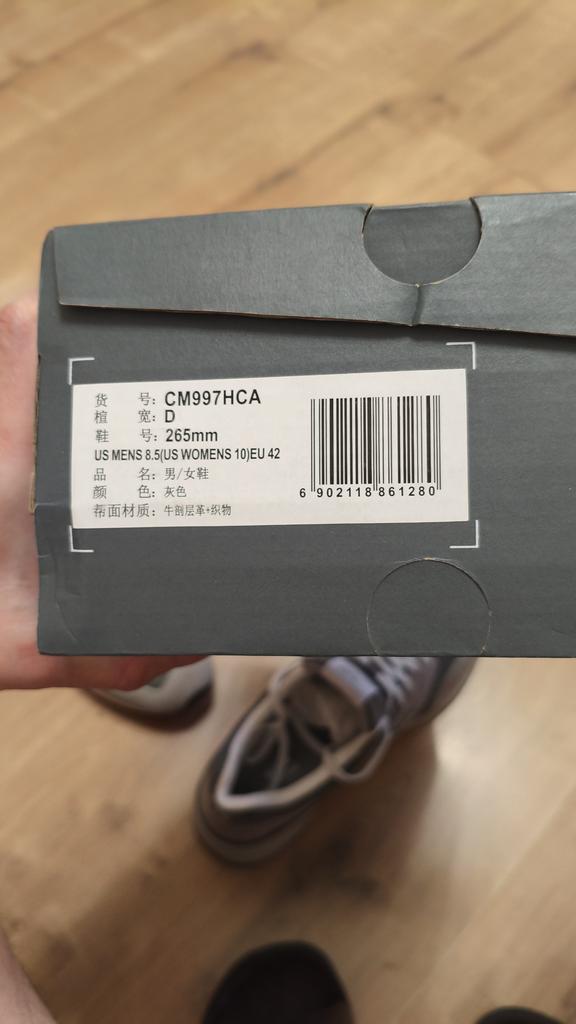 货 号: CM997HCA
楦 宽: D
鞋 号: 265mm
US MENS 8.5(US WOMENS 10)EU 42
品 名: 男/女鞋
颜 色: 灰色
帮面材质: 牛剖层革+织物
6 902118 861280